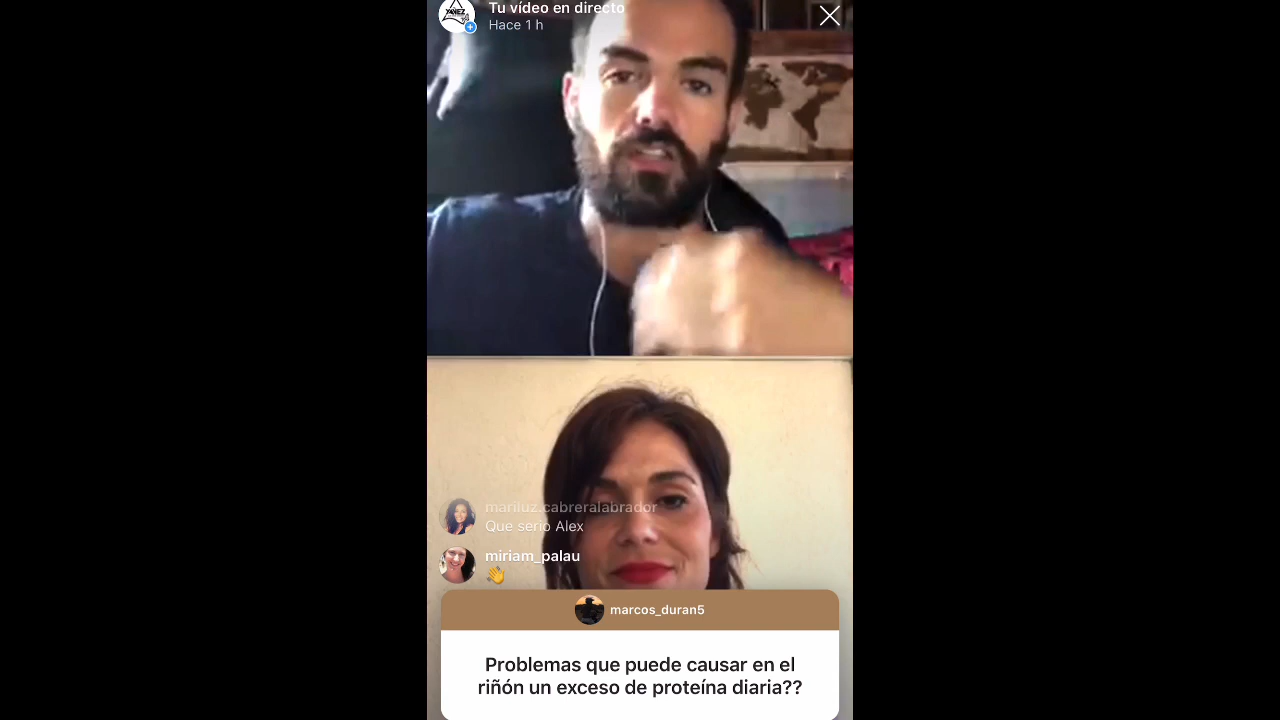 YAÑEZ
Tu vídeo en directo
Hace 1 h
mariluz.cabreralabrador
Que serio Alex
miriam_palau
👋
marcos_duran5
Problemas que puede causar en el
riñón un exceso de proteína diaria??